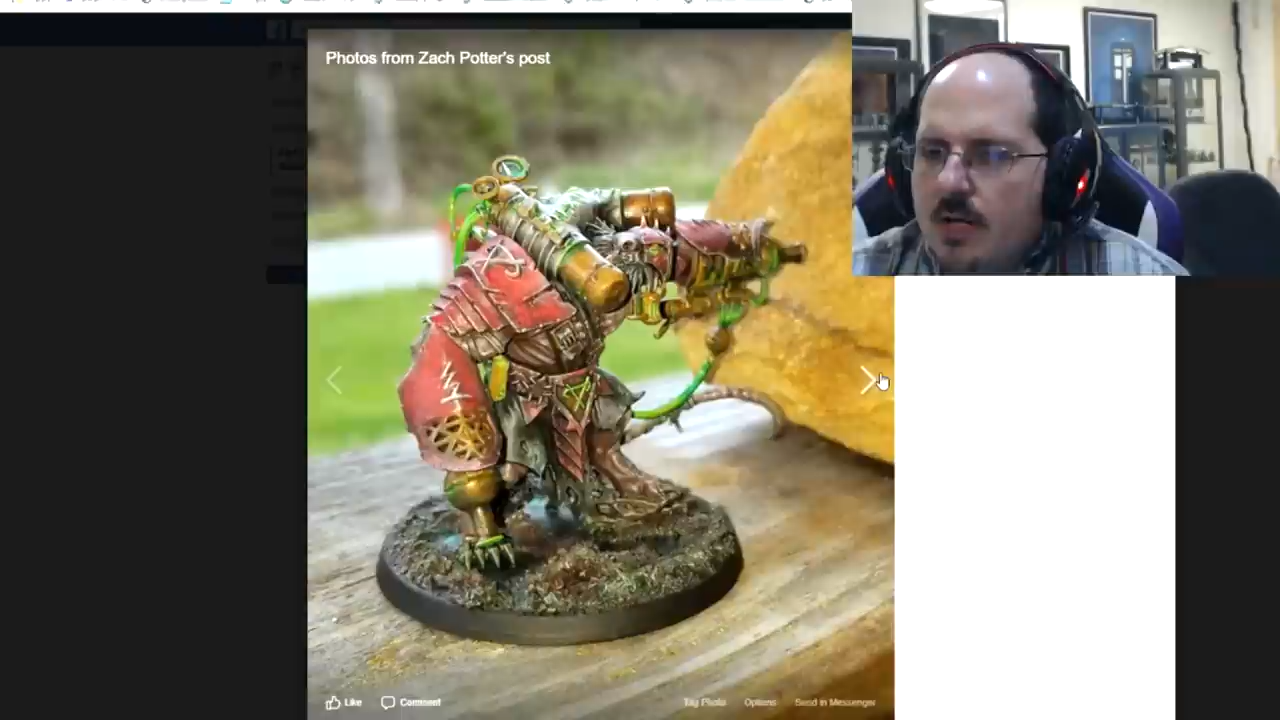 Photos from Zach Potter's post
Like
Comment
Tag Photo
Options
Send in Messenger